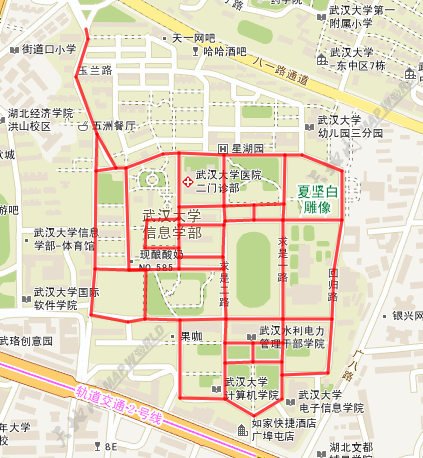 武汉大学第一
附属小学
天一网吧
哈哈酒吧
街道口小学
玉兰路
八一路通道
武汉大学
一东中区7栋
湖北经济学院
洪山校区
五洲餐厅
武汉大学
幼儿园三分园
星湖园
武汉大学医院
二门诊部
夏坚白
雕像
游吧
武汉大学
信息学部
武汉大学信息
学部-体育馆
现酿酸奶
NO.585
求是一路
求是二路
回归路
武汉大学国际
软件学院
银兴网
果咖
武汉水利电力
管理干部学院
武珞创意园
广八路
武汉大学
计算机学院
轨道交通2号线
武汉大学
电子信息学院
如家快捷酒店
广埠屯店
年大学
8E
湖北文都